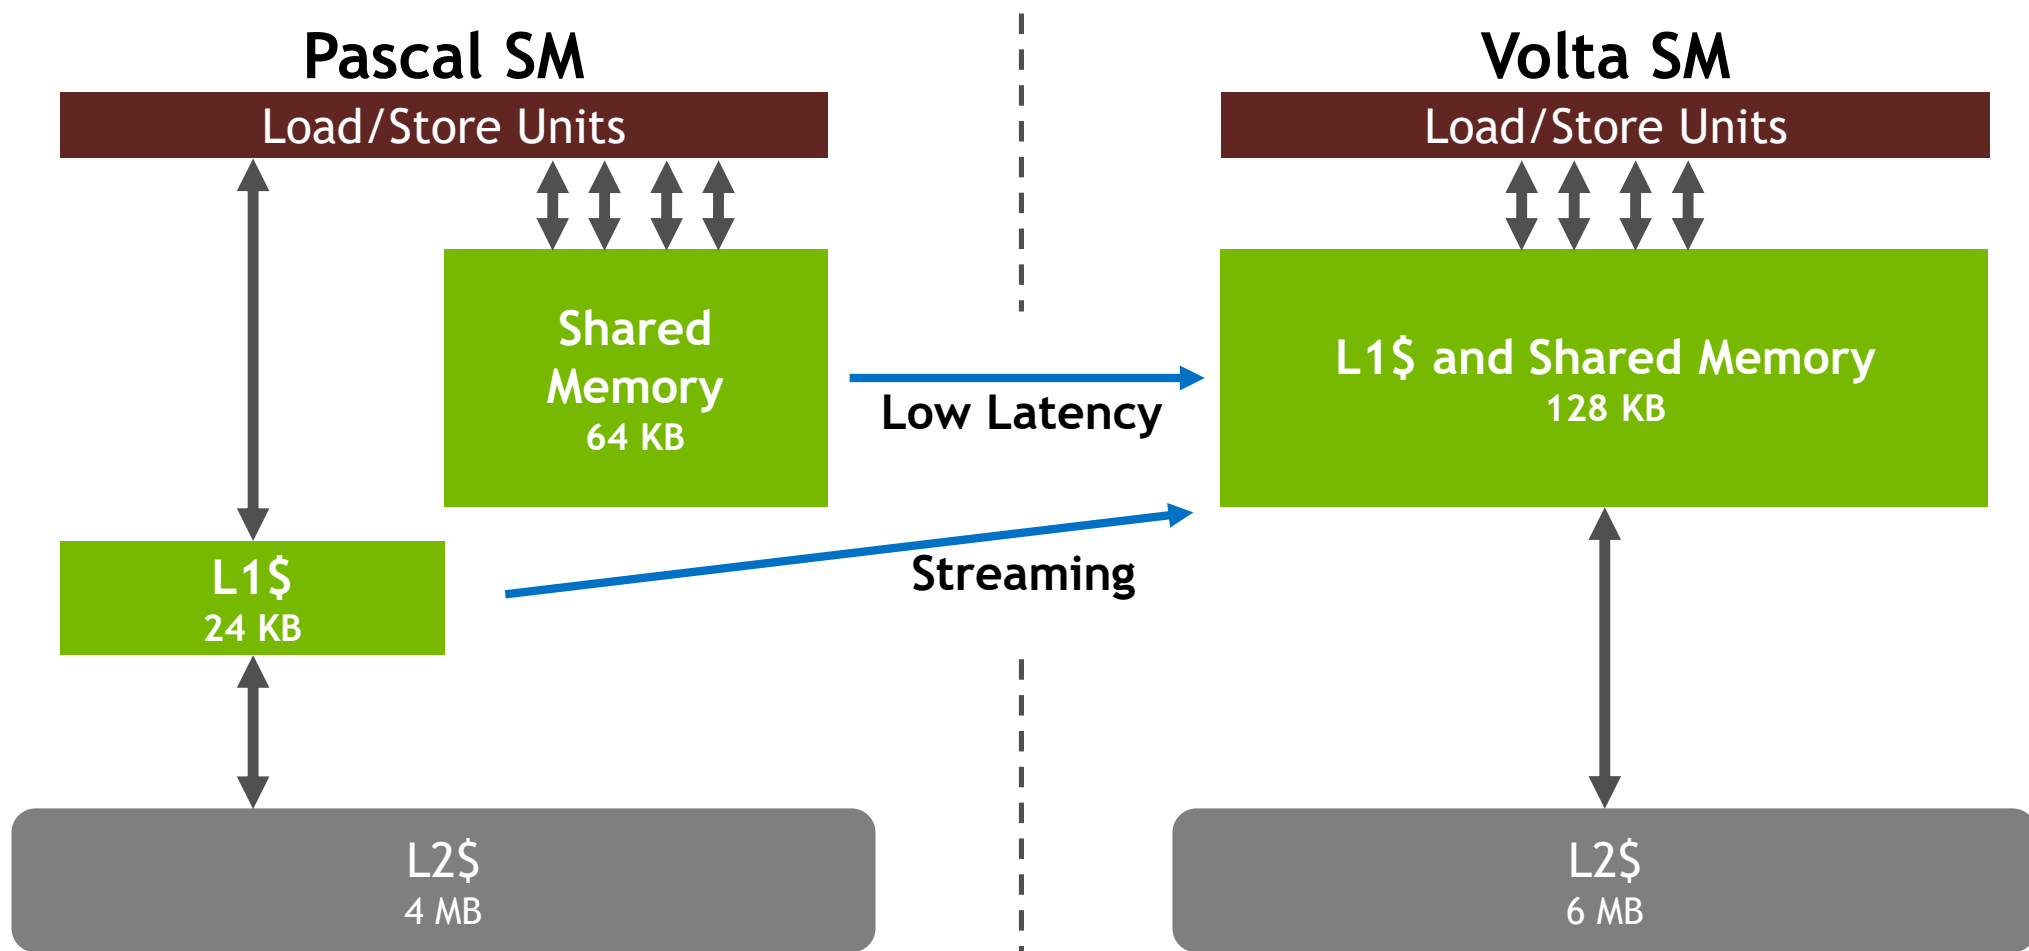 Pascal SM
Load/Store Units
Shared
Memory
64 KB
L1$
24 KB
L2$
4 MB
Low Latency
Streaming
Volta SM
Load/Store Units
L1$ and Shared Memory
128 KB
L2$
6 MB